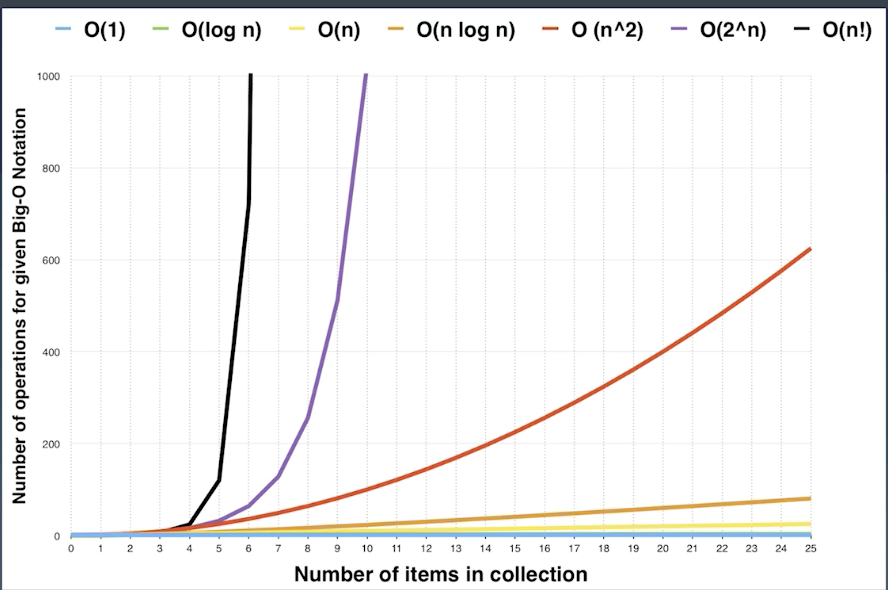 O(1) O(log n) O(n) O(n log n) O (n^2) O(2^n) O(n!)
Number of operations for given Big-O Notation
1000
800
600
400
200
0
0 1 2 3 4 5 6 7 8 9 10 11 12 13 14 15 16 17 18 19 20 21 22 23 24 25
Number of items in collection